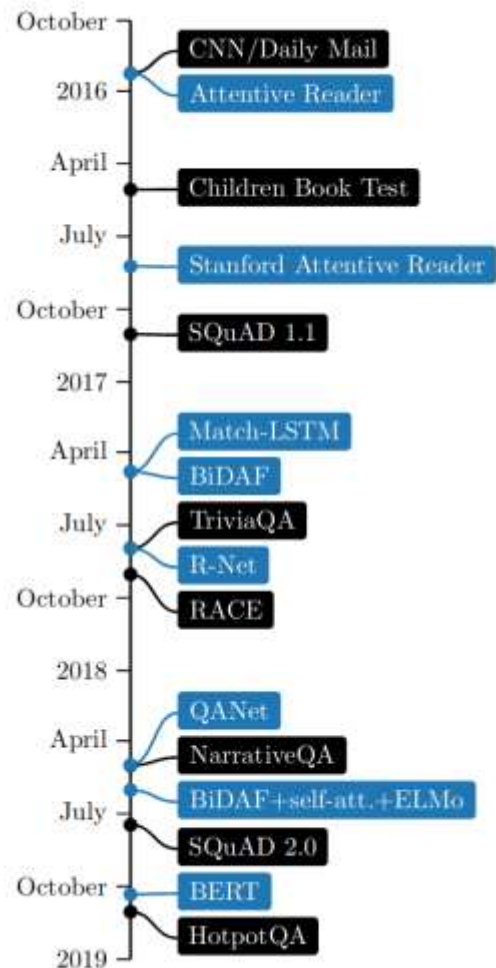 October
CNN/Daily Mail
2016
Attentive Reader
April
Children Book Test
July
Stanford Attentive Reader
October
SQuAD 1.1
2017
Match-LSTM
April
BiDAF
TriviaQA
July
R-Net
October
RACE
2018
QANet
April
NarrativeQA
BiDAF+self-att.+ELMo
July
SQuAD 2.0
October
BERT
HotpotQA
2019